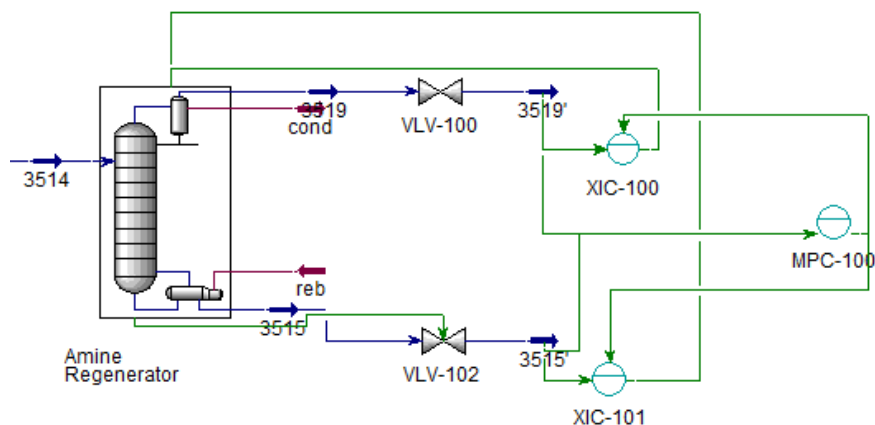 3519
cond
VLV-100
3519'
3514
XIC-100
MPC-100
reb
3515
Amine
Regenerator
VLV-102
3515'
XIC-101